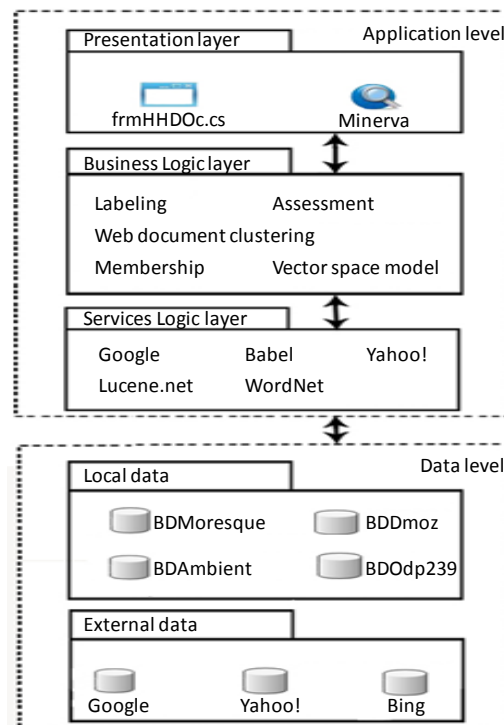 Application level
Presentation layer
frmHHDOc.cs Minerva
Business Logic layer
Labeling Assessment
Web document clustering
Membership Vector space model
Services Logic layer
Google Babel Yahoo!
Lucene.net WordNet
Data level
Local data
BDMoresque BDDmoz
BDAmbient BDOdp239
External data
Google Yahoo! Bing